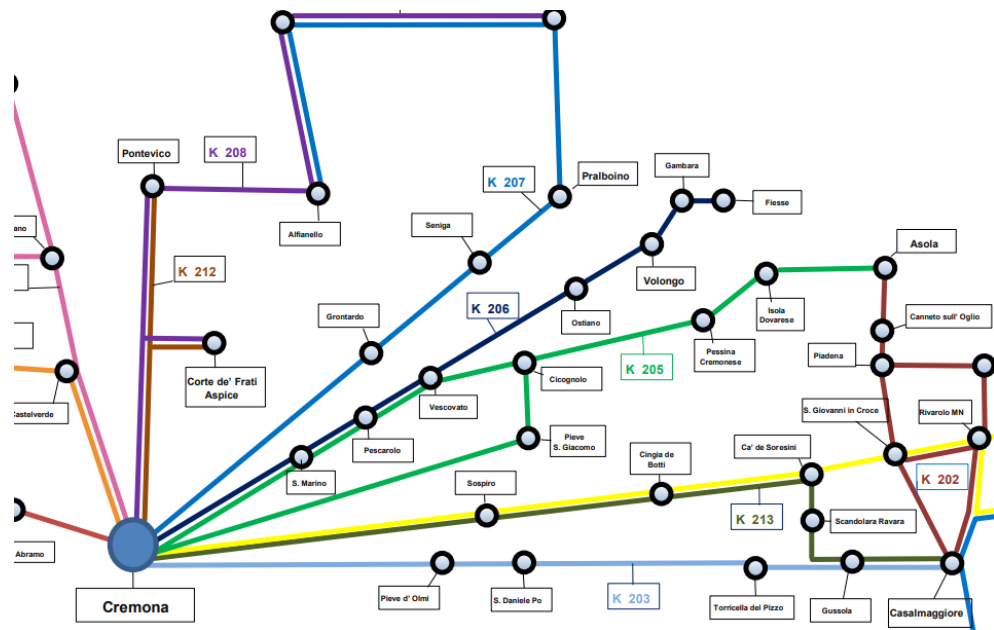 Pontevico
K 208
K 207
Pralboino
Gambara
Fiesse
Alfianello
Seniga
Volongo
Asola
K 212
K 206
Ostiano
Isola
Dovarese
Canneto sull' Oglio
Grontardo
Pessina
Cremonese
Piadena
Corte de' Frati
Aspice
Cicognolo
K 205
Castelverde
Vescovato
S. Giovanni in Croce
Rivarolo MN
Pescarolo
Pieve
S. Giacomo
Cingia de
Botti
Ca' de Soresini
S. Marino
Sospiro
K 202
K 213
Scandolara Ravara
Abramo
Cremona
Pieve d' Olmi
S. Daniele Po
K 203
Torricella del Pizzo
Gussola
Casalmaggiore